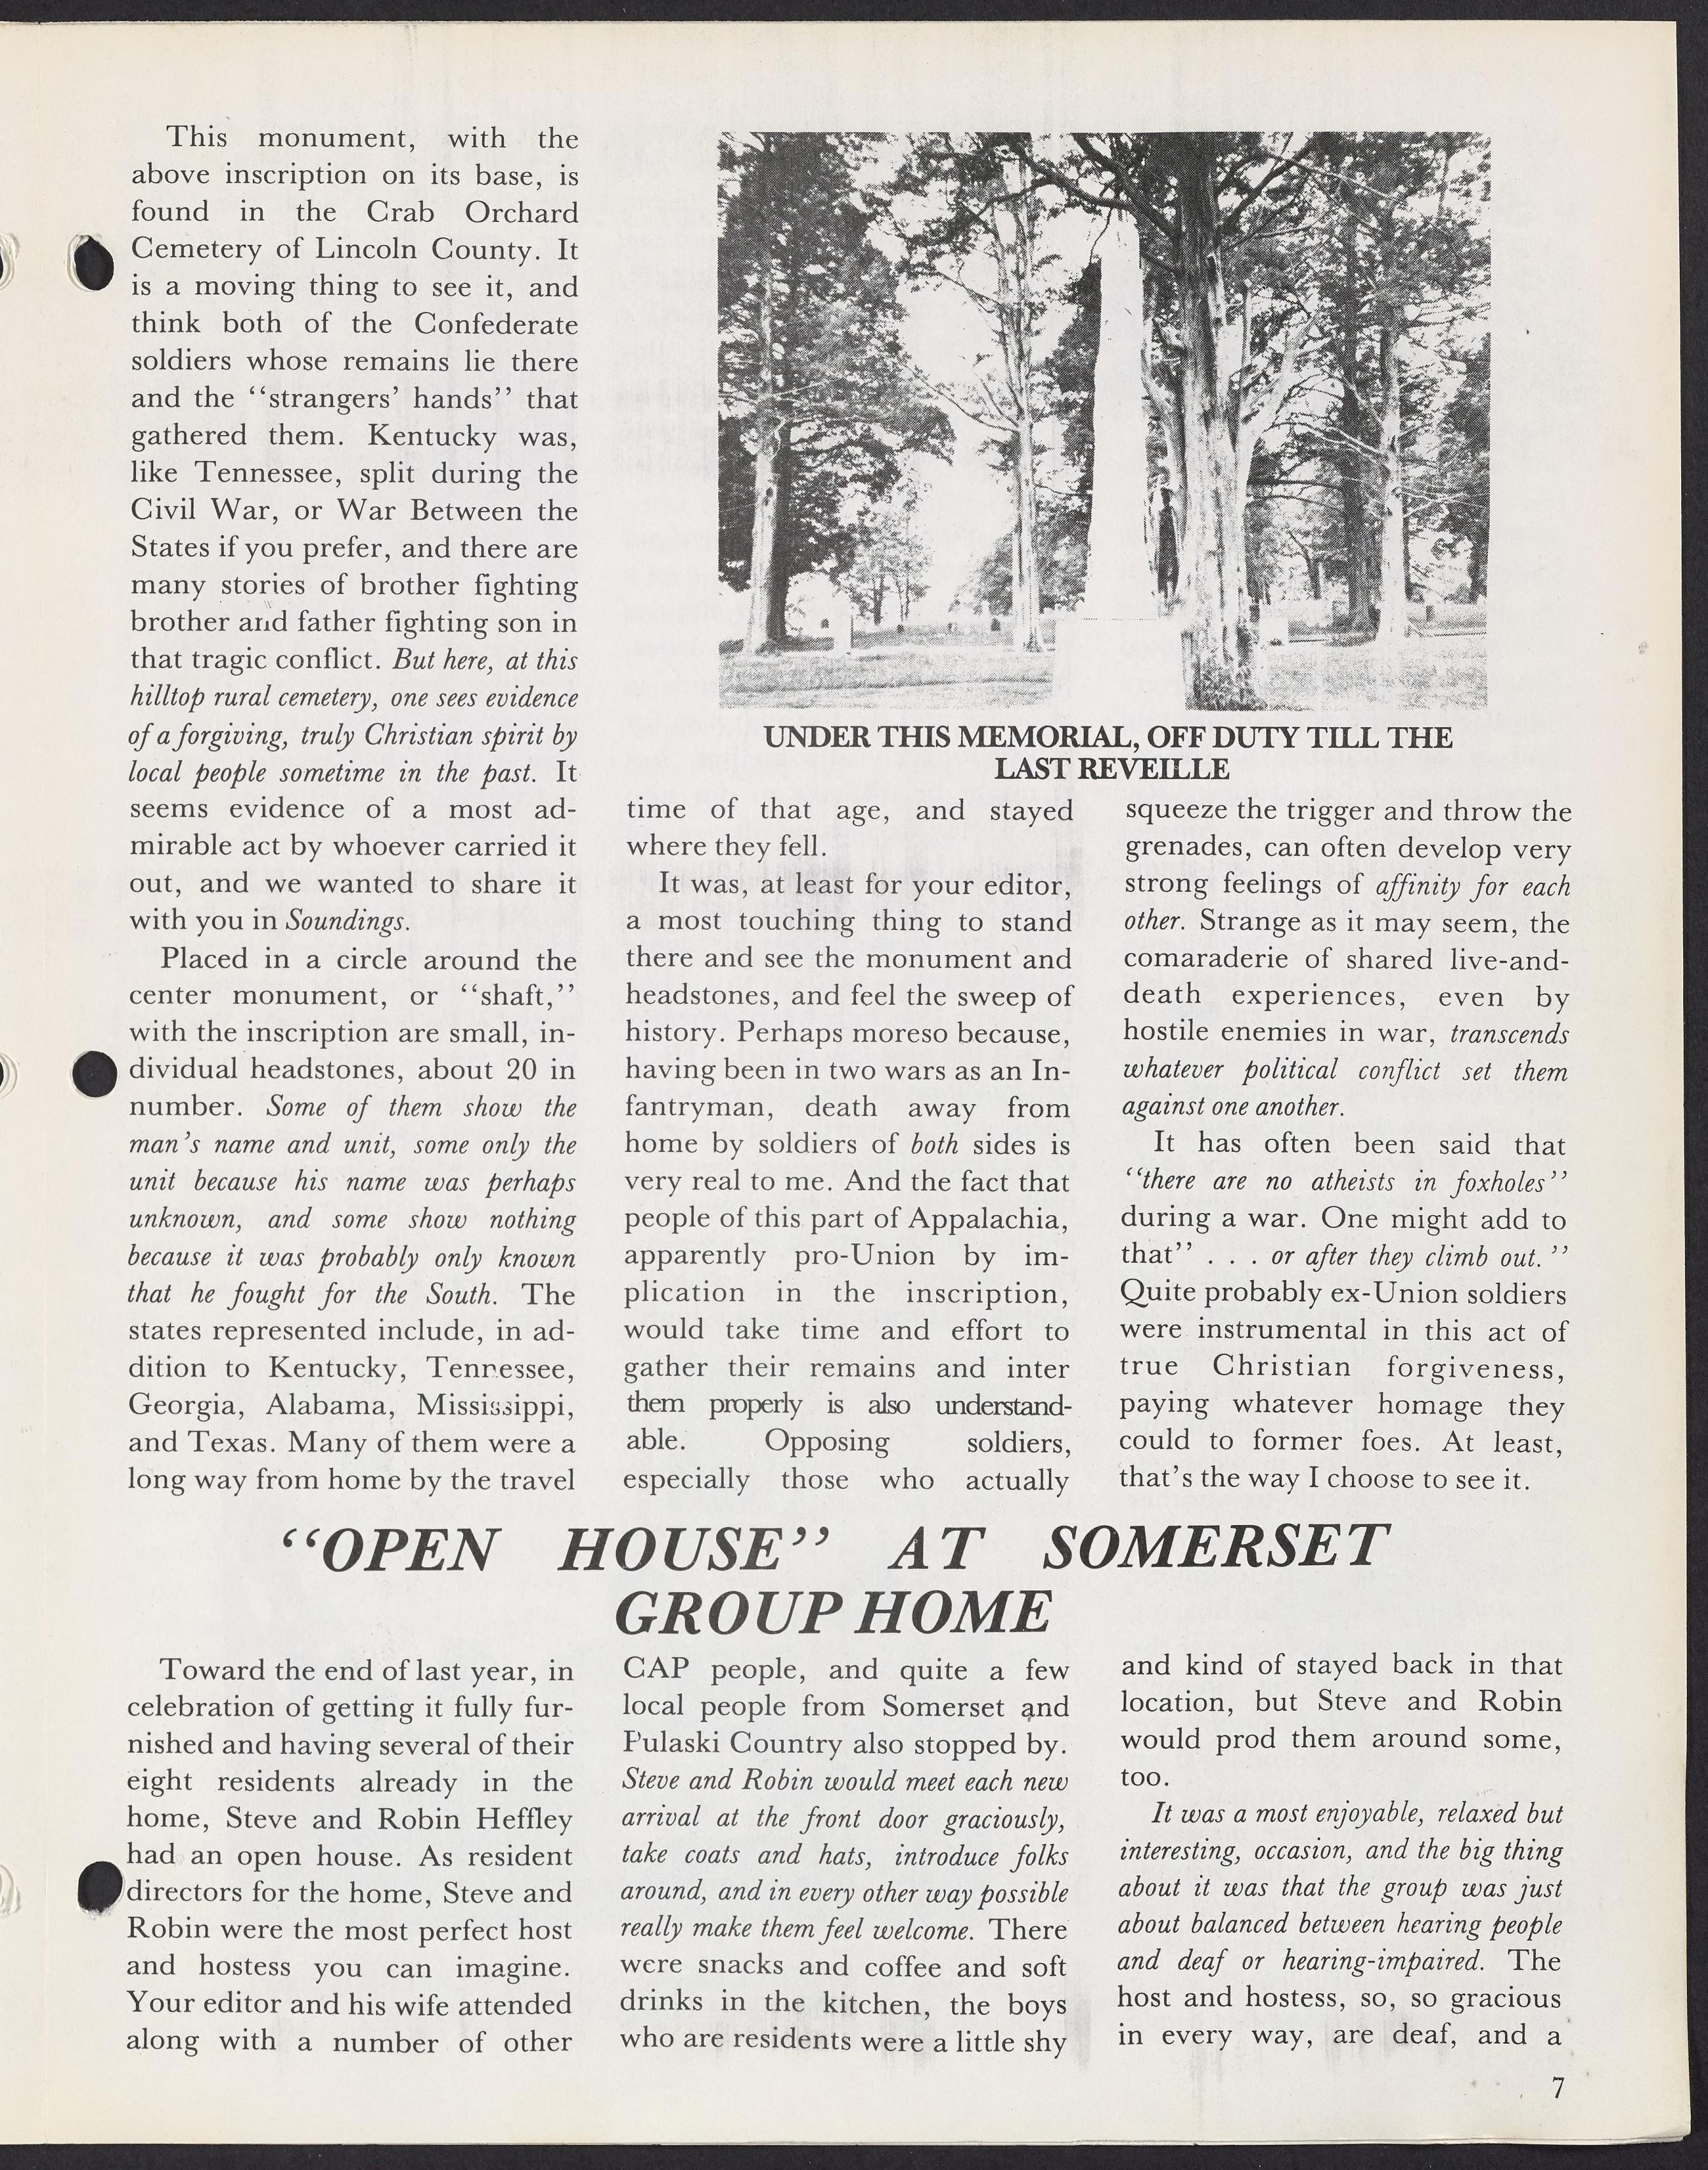 This monument, with the
above inscription on its base, is
found in the Crab Orchard
Cemetery of Lincoln County. It
is a moving thing to see it, and
think both of the Confederate
soldiers whose remains lie there
and the “strangers’ hands” that
gathered them. Kentucky was,
like Tennessee, split during the
Civil War, or War Between the
States if you prefer, and there are
many stories of brother fighting
brother and father fighting son in
that tragic conflict. But here, at this
hilltop rural cemetery, one sees evidence
of a forgiving, truly Christian spirit by
local people sometime in the past. It
seems evidence of a most ad-
mirable act by whoever carried it
out, and we wanted to share it
with you in Soundings.
Placed in a circle around the
center monument, or “shaft,”
with the inscription are small, in-
dividual headstones, about 20 in
number. Some of them show the
man’s name and unit, some only the
unit because his name was perhaps
unknown, and some show nothing
because it was probably only known
that he fought for the South. The
states represented include, in ad-
dition to Kentucky, Tennessee,
Georgia, Alabama, Mississippi,
and Texas. Many of them were a
long way from home by the travel
UNDER THIS MEMORIAL, OFF DUTY TILL THE
LAST REVEILLE
time of that age, and stayed
where they fell.
It was, at least for your editor,
a most touching thing to stand
there and see the monument and
headstones, and feel the sweep of
history. Perhaps moreso because,
having been in two wars as an In-
fantryman, death away from
home by soldiers of both sides is
very real to me. And the fact that
people of this part of Appalachia,
apparently pro-Union by im-
plication in the inscription,
would take time and effort to
gather their remains and inter
them properly is also understand-
able. Opposing soldiers,
especially those who actually
squeeze the trigger and throw the
grenades, can often develop very
strong feelings of affinity for each
other. Strange as it may seem, the
comaraderie of shared live-and-
death experiences, even by
hostile enemies in war, transcends
whatever political conflict set them
against one another.
It has often been said that
“there are no atheists in foxholes”
during a war. One might add to
that” . . . or after they climb out.”
Quite probably ex-Union soldiers
were instrumental in this act of
true Christian forgiveness,
paying whatever homage they
could to former foes. At least,
that’s the way I choose to see it.
“OPEN HOUSE” AT SOMERSET
GROUP HOME
Toward the end of last year, in
celebration of getting it fully fur-
nished and having several of their
eight residents already in the
home, Steve and Robin Heffley
had an open house. As resident
directors for the home, Steve and
Robin were the most perfect host
and hostess you can imagine.
Your editor and his wife attended
along with a number of other
CAP people, and quite a few
local people from Somerset and
Pulaski Country also stopped by.
Steve and Robin would meet each new
arrival at the front door graciously,
take coats and hats, introduce folks
around, and in every other way possible
really make them feel welcome. There
were snacks and coffee and soft
drinks in the kitchen, the boys
who are residents were a little shy
and kind of stayed back in that
location, but Steve and Robin
would prod them around some,
too.
It was a most enjoyable, relaxed but
interesting, occasion, and the big thing
about it was that the group was just
about balanced between hearing people
and deaf or hearing-impaired. The
host and hostess, so, so gracious
in every way, are deaf, and a
7